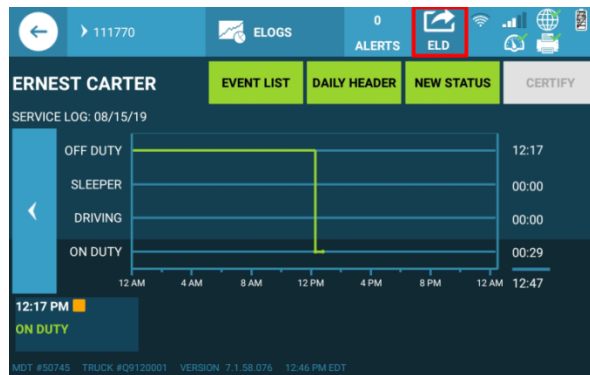 111770
ELOGS
0
ALERTS
ELD
ERNEST CARTER
EVENT LIST
DAILY HEADER
NEW STATUS
CERTIFY
SERVICE LOG: 08/15/19
OFF DUTY 12:17
SLEEPER 00:00
DRIVING 00:00
ON DUTY 00:29
12 AM 4 AM 8 AM 12 PM 4 PM 8 PM 12 AM 12:47
12:17 PM
ON DUTY
MDT #50745 TRUCK #Q9120001 VERSION 7.1.58.076 12:46 PM EDT